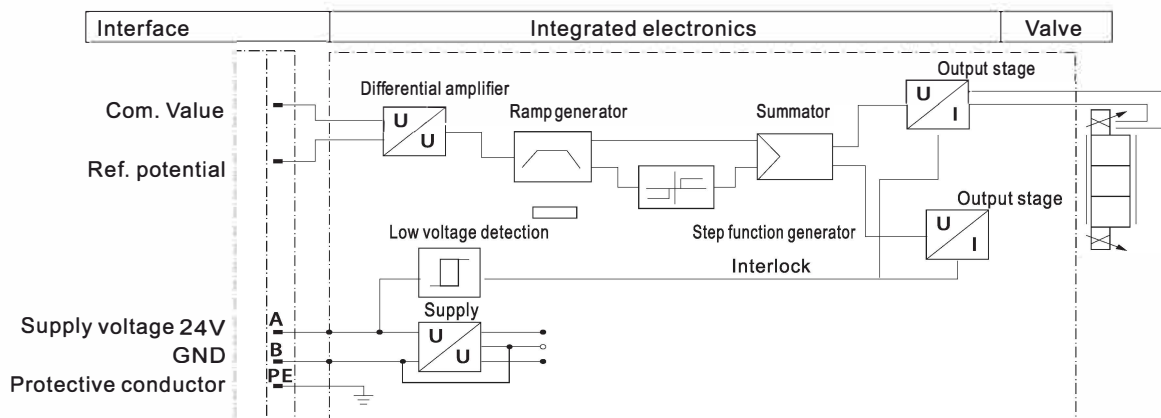 Interface
Integrated electronics
Valve
Output stage
Differential amplifier
U
I
Com. Value
Ramp generator
Summator
U
U
Ref. potential
Output stage
Low voltage detection
Step function generator
U
I
Interlock
Supply
Supply voltage 24V
A
U
GND
B
U
Protective conductor
PE